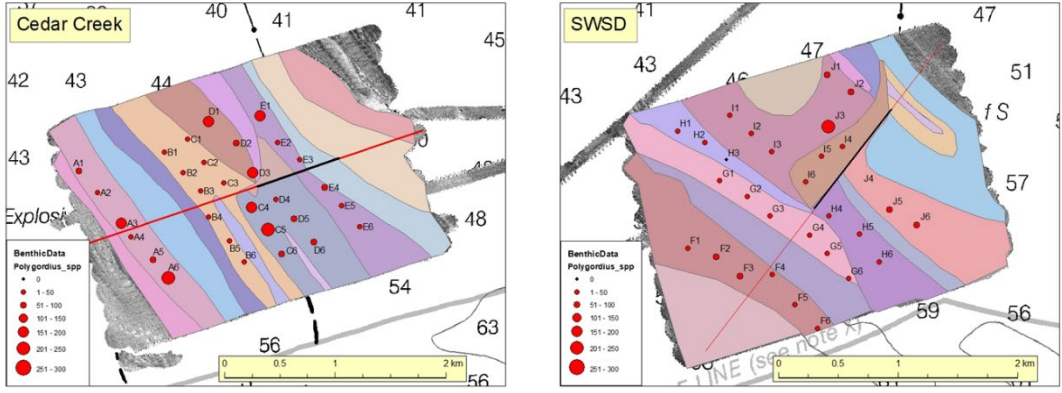 Cedar Creek
40
41
45
42
43
44
43
48
54
56
63
56
D1
E1
C1
D2
E2
B1
C2
E3
A1
B2
D3
A2
B3
C3
E4
A3
B4
C4
D4
E5
A4
D5
E6
A5
B5
C5
D6
A6
B6
C6
BenthicData
Polygordius_spp
0
1 - 50
51 - 100
101 - 150
151 - 200
201 - 250
251 - 300
0 0.5 1 2 km
SWSD
41
47
47
43
46
51
43
f S
57
59
56
J1
J2
I1
J3
H1
I2
H2
I4
H3
I3
I5
G1
I6
J4
G2
G3
H4
J5
J6
F1
G4
H5
F2
G5
F3
F4
G6
H6
F5
F6
E LINE (see note X)
BenthicData
Polygordius_spp
0
1 - 50
51 - 100
101 - 150
151 - 200
201 - 250
251 - 300
0 0.5 1 2 km